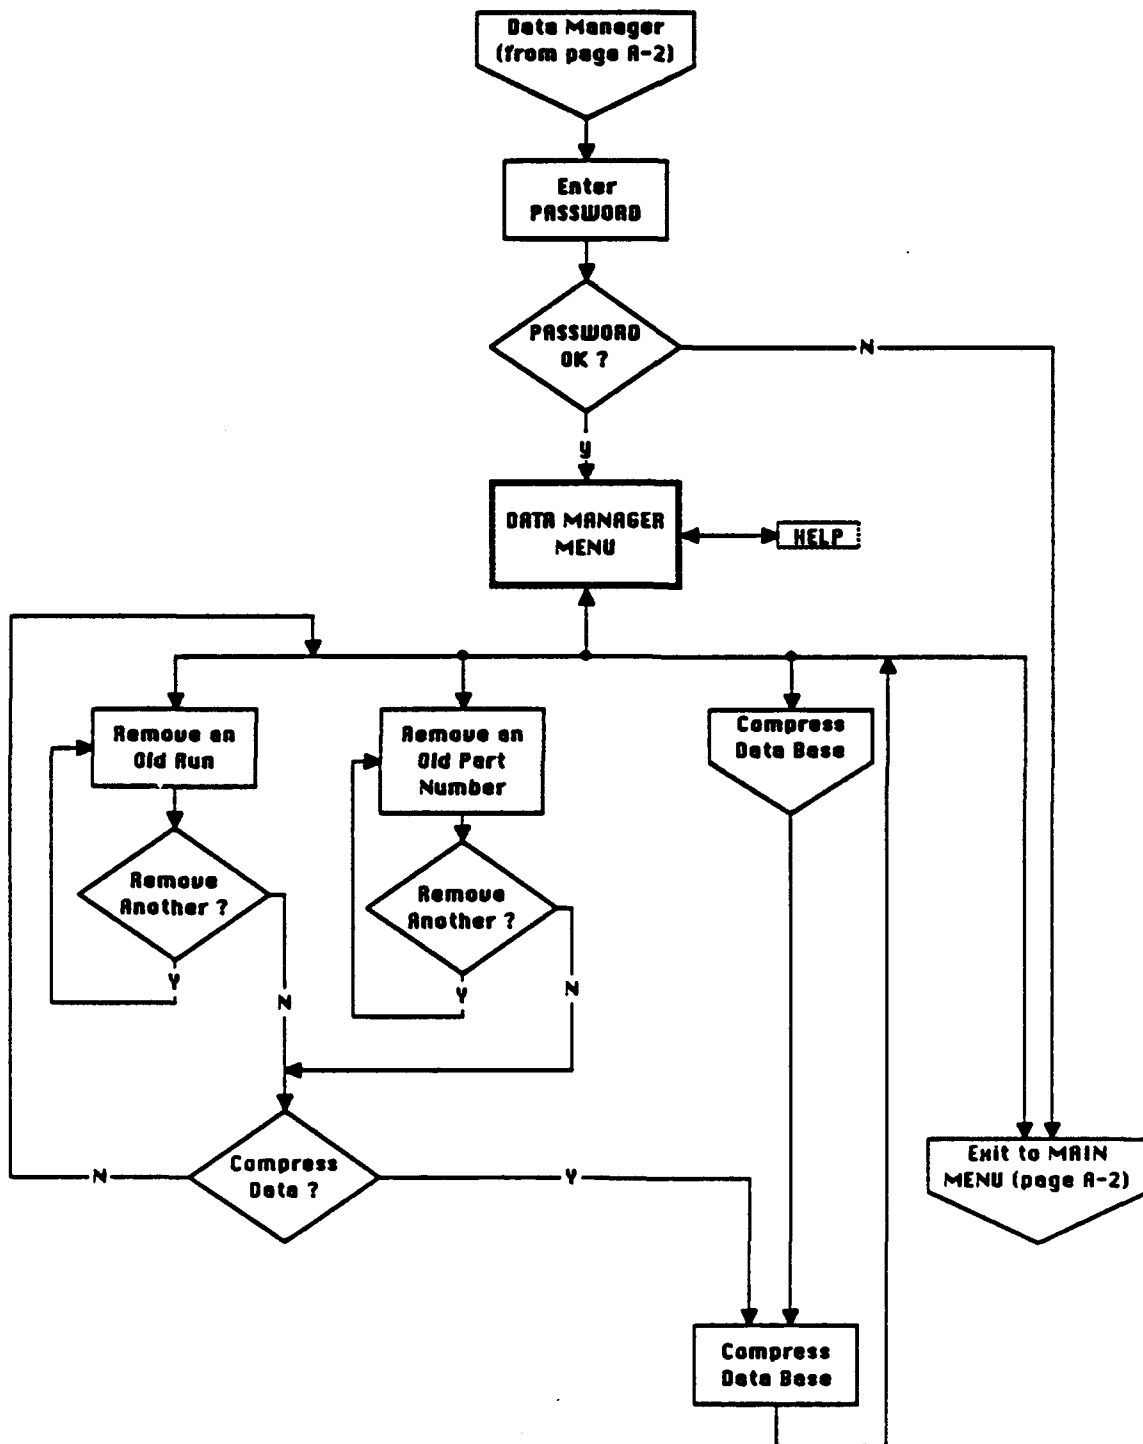 Data Manager
(from page A-2)
Enter
PASSWORD
PASSWORD
OK ?
N
y
DATA MANAGER
MENU
HELP
Remove an
Old Run
Remove an
Old Part
Number
Compress
Data Base
Remove
Another ?
Remove
Another ?
Y
Y
N
N
Compress
Data ?
N
Y
Exit to MAIN
MENU (page A-2)
Compress
Data Base